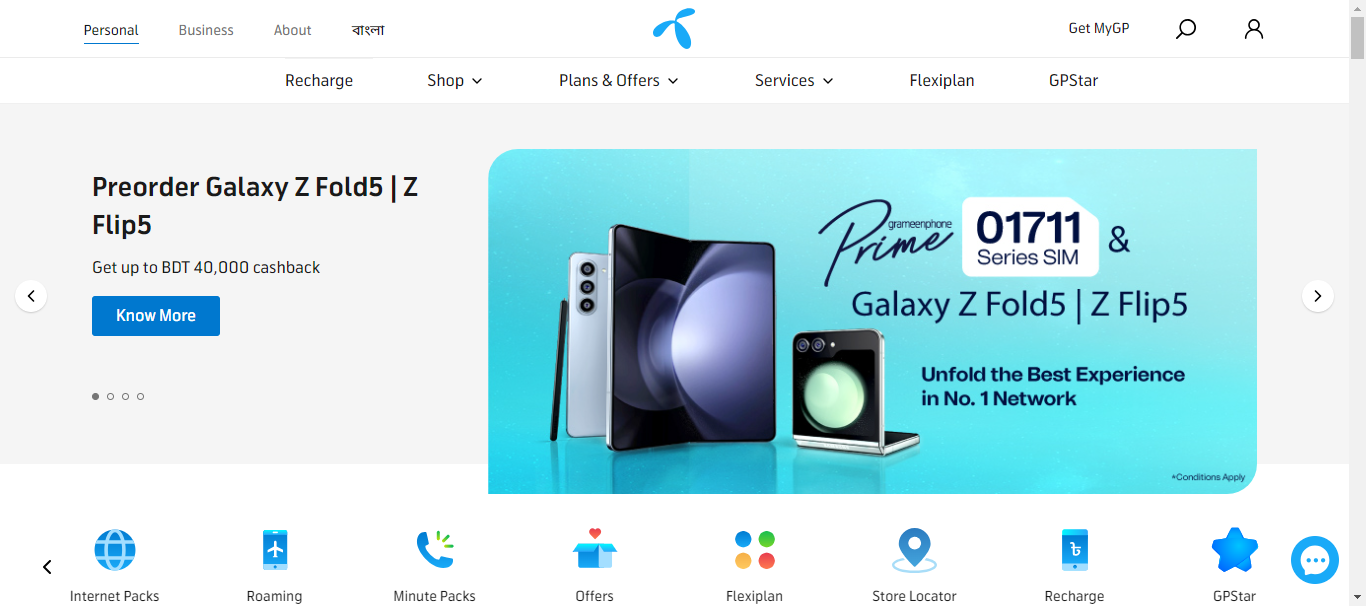 Personal
Business
About
বাংলা
Get MyGP
Recharge
Shop
Plans & Offers
Services
Flexiplan
GPStar
Preorder Galaxy Z Fold5 | Z
Flip5
Get up to BDT 40,000 cashback
Know More
grameenphone
Prime
01711
Series SIM
&
Galaxy Z Fold5 | Z Flip5
Unfold the Best Experience
in No. 1 Network
*Conditions Apply
Internet Packs
Roaming
Minute Packs
Offers
Flexiplan
Store Locator
৳
Recharge
GPStar